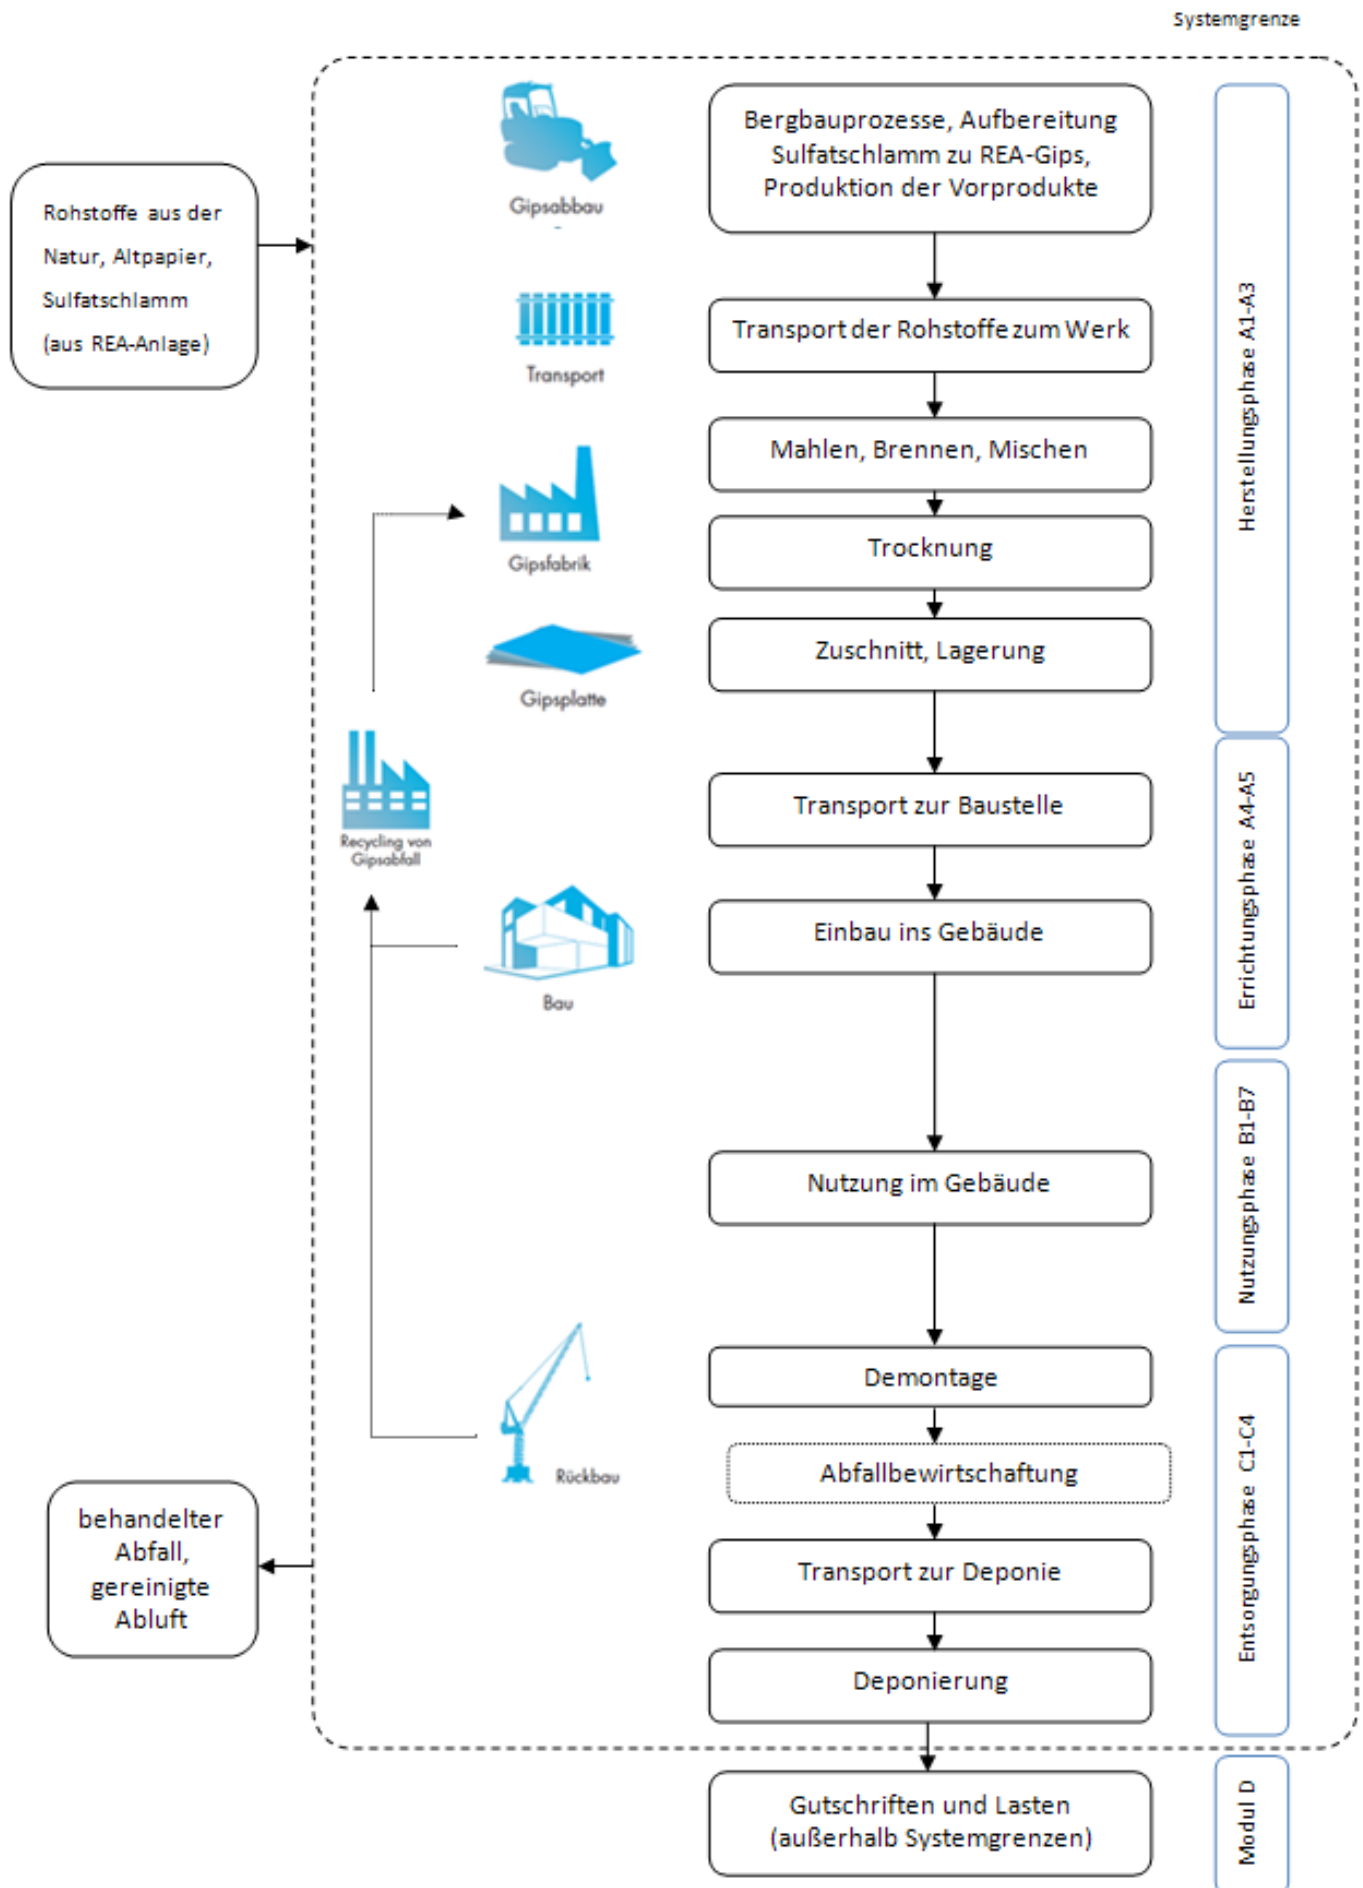 Systemgrenze
Rohstoffe aus der
Natur, Altpapier,
Sulfatschlamm
(aus REA-Anlage)
Gipsabbau
Bergbauprozesse, Aufbereitung
Sulfatschlamm zu REA-Gips,
Produktion der Vorprodukte
Transport
Transport der Rohstoffe zum Werk
Mahlen, Brennen, Mischen
Gipsfabrik
Trocknung
Gipsplatte
Zuschnitt, Lagerung
Herstellungsphase A1-A3
Recycling von
Gipsabfall
Transport zur Baustelle
Bau
Einbau ins Gebäude
Errichtungsphase A4-A5
Nutzung im Gebäude
Nutzungsphase B1-B7
Rückbau
Demontage
Abfallbewirtschaftung
Transport zur Deponie
Deponierung
Entsorgungsphase C1-C4
behandelter
Abfall,
gereinigte
Abluft
Gutschriften und Lasten
(außerhalb Systemgrenzen)
Modul D